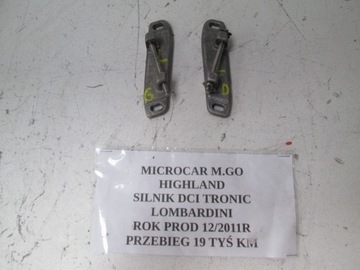 G
D
MICROCAR M.GO
HIGHLAND
SILNIK DCI TRONIC
LOMBARDINI
ROK PROD 12/2011R
PRZEBIEG 19 TYŚ KM